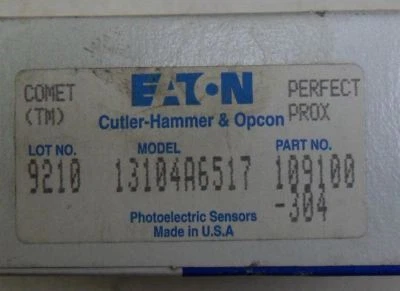 COMET EATON PERFECT
(TM) Cutler-Hammer & Opcon PROX
LOT NO. MODEL PART NO.
9210 13104A6517 109100
-304
Photoelectric Sensors
Made in U.S.A